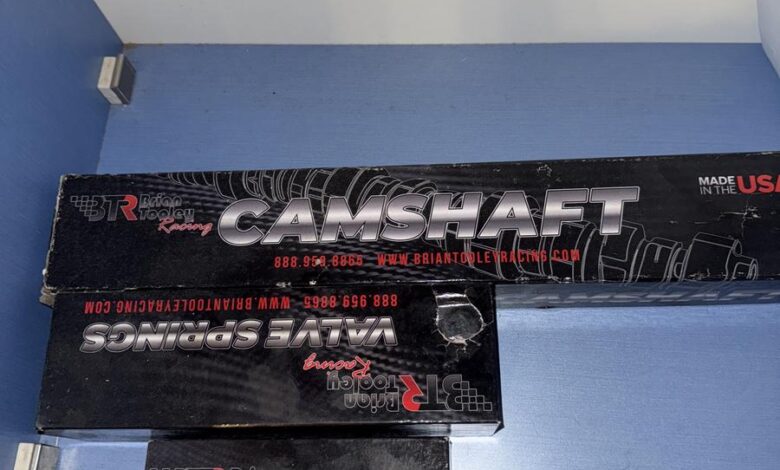 BTR Brian
Tooley
Racing
CAMSHAFT
MADE
IN THE USA
888.959.8865 WWW.BRIANTOOLEYRACING.COM
CAMSHAFT
888.959.8865 WWW.BRIANTOOLEYRACING.COM
VALVE SPRINGS
BTR Brian
Tooley
Racing